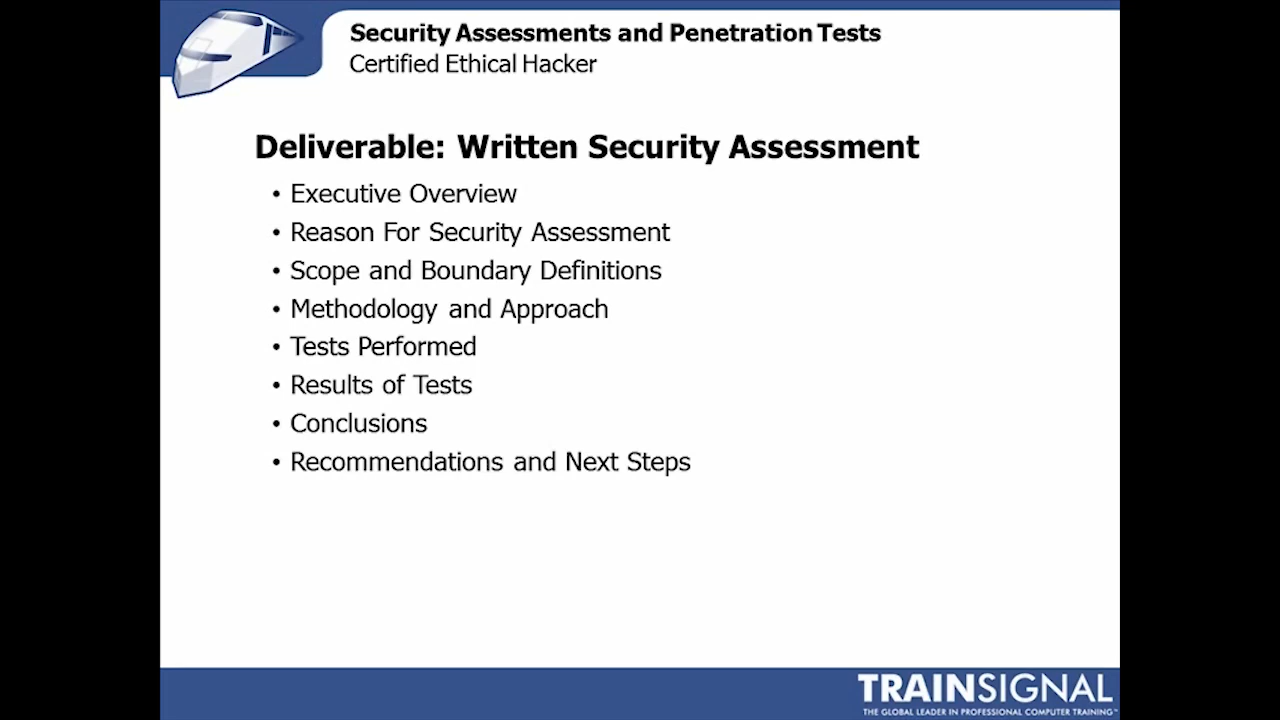 Security Assessments and Penetration Tests
Certified Ethical Hacker
Deliverable: Written Security Assessment
• Executive Overview
• Reason For Security Assessment
• Scope and Boundary Definitions
• Methodology and Approach
• Tests Performed
• Results of Tests
• Conclusions
• Recommendations and Next Steps
TRAINSIGNAL
THE GLOBAL LEADER IN PROFESSIONAL COMPUTER TRAINING™